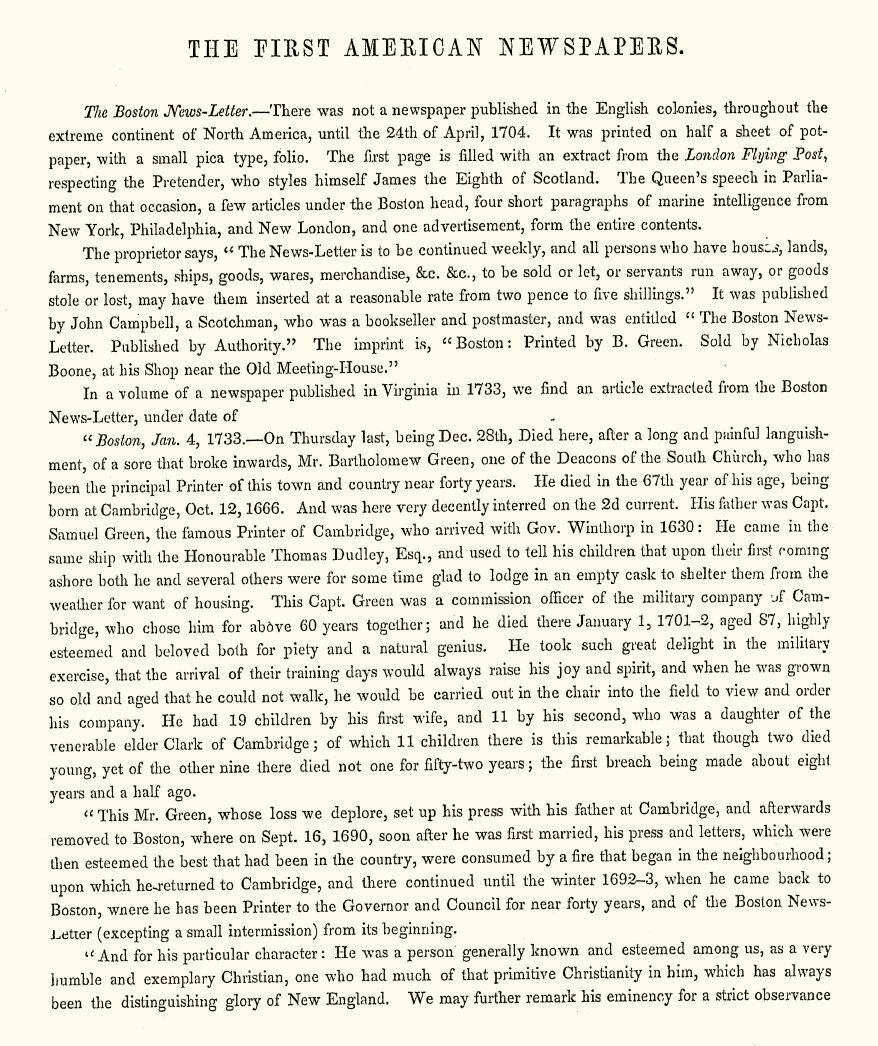 THE FIRST AMERICAN NEWSPAPERS.
The Boston News-Letter.—There was not a newspaper published in the English colonies, throughout the
extreme continent of North America, until the 24th of April, 1704. It was printed on half a sheet of pot-
paper, with a small pica type, folio. The first page is filled with an extract from the London Flying Post,
respecting the Pretender, who styles himself James the Eighth of Scotland. The Queen's speech in Parlia-
ment on that occasion, a few articles under the Boston head, four short paragraphs of marine intelligence from
New York, Philadelphia, and New London, and one advertisement, form the entire contents.
The proprietor says, "The News-Letter is to be continued weekly, and all persons who have houses, lands,
farms, tenements, ships, goods, wares, merchandise, &c. &c., to be sold or let, or servants run away, or goods
stole or lost, may have them inserted at a reasonable rate from two pence to five shillings." It was published
by John Campbell, a Scotchman, who was a bookseller and postmaster, and was entitled "The Boston News-
Letter. Published by Authority." The imprint is, "Boston: Printed by B. Green. Sold by Nicholas
Boone, at his Shop near the Old Meeting-House."
In a volume of a newspaper published in Virginia in 1733, we find an article extracted from the Boston
News-Letter, under date of
"Boston, Jan. 4, 1733.—On Thursday last, being Dec. 28th, Died here, after a long and painful languish-
ment, of a sore that broke inwards, Mr. Bartholomew Green, one of the Deacons of the South Church, who has
been the principal Printer of this town and country near forty years. He died in the 67th year of his age, being
born at Cambridge, Oct. 12, 1666. And was here very decently interred on the 2d current. His father was Capt.
Samuel Green, the famous Printer of Cambridge, who arrived with Gov. Winthorp in 1630: He came in the
same ship with the Honourable Thomas Dudley, Esq., and used to tell his children that upon their first coming
ashore both he and several others were for some time glad to lodge in an empty cask to shelter them from the
weather for want of housing. This Capt. Green was a commission officer of the military company of Cam-
bridge, who chose him for above 60 years together; and he died there January 1, 1701–2, aged 87, highly
esteemed and beloved both for piety and a natural genius. He took such great delight in the military
exercise, that the arrival of their training days would always raise his joy and spirit, and when he was grown
so old and aged that he could not walk, he would be carried out in the chair into the field to view and order
his company. He had 19 children by his first wife, and 11 by his second, who was a daughter of the
venerable elder Clark of Cambridge; of which 11 children there is this remarkable; that though two died
young, yet of the other nine there died not one for fifty-two years; the first breach being made about eight
years and a half ago.
"This Mr. Green, whose loss we deplore, set up his press with his father at Cambridge, and afterwards
removed to Boston, where on Sept. 16, 1690, soon after he was first married, his press and letters, which were
then esteemed the best that had been in the country, were consumed by a fire that began in the neighbourhood;
upon which he returned to Cambridge, and there continued until the winter 1692–3, when he came back to
Boston, where he has been Printer to the Governor and Council for near forty years, and of the Boston News-
Letter (excepting a small intermission) from its beginning.
"And for his particular character: He was a person generally known and esteemed among us, as a very
humble and exemplary Christian, one who had much of that primitive Christianity in him, which has always
been the distinguishing glory of New England. We may further remark his eminency for a strict observance